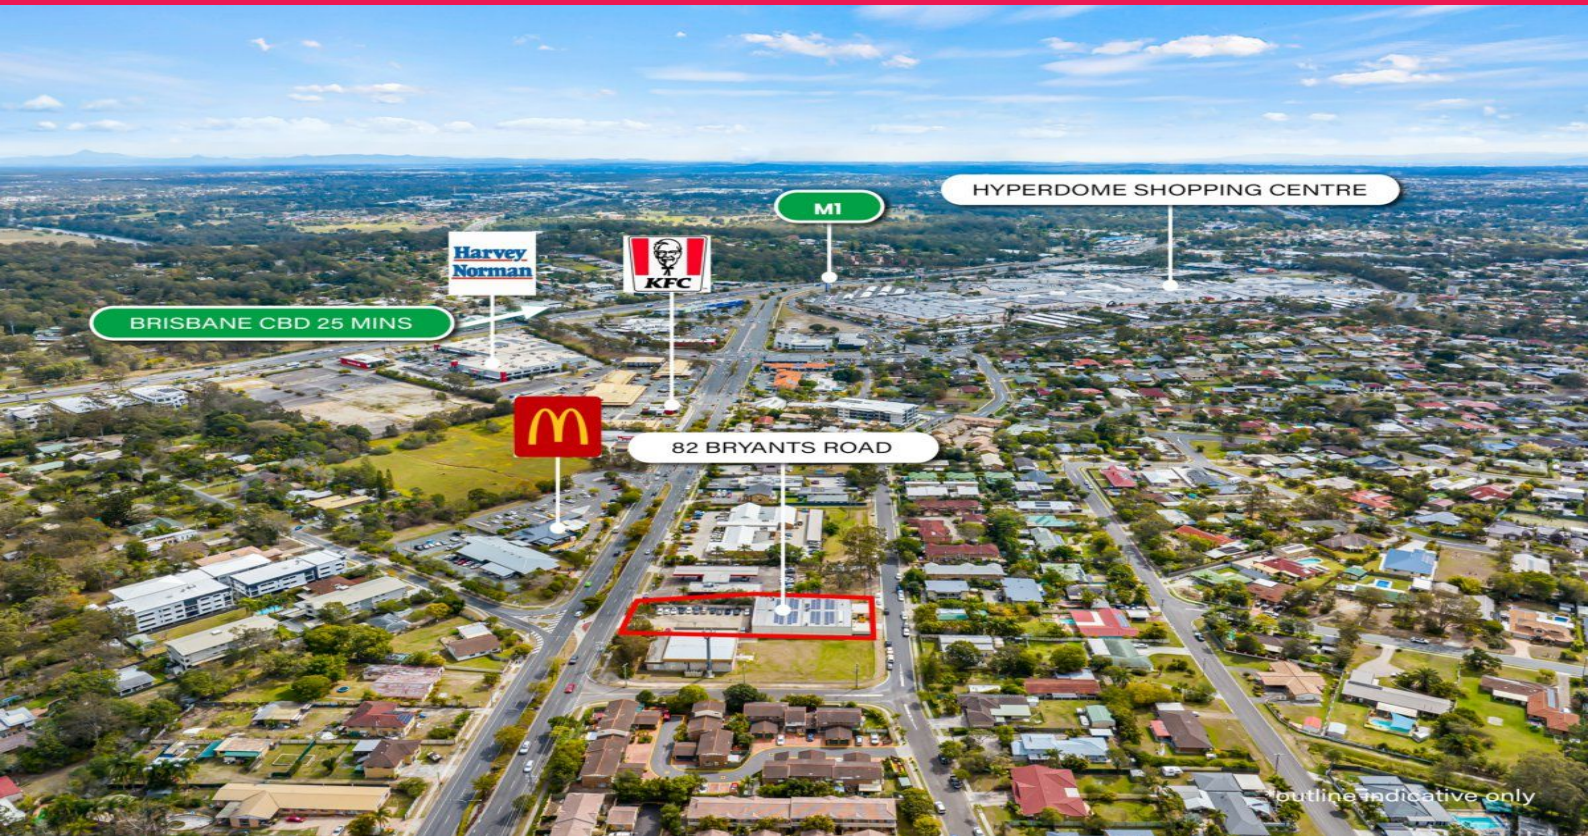 HYPERDOME SHOPPING CENTRE
M1
Harvey
Norman
KFC
BRISBANE CBD 25 MINS
82 BRYANTS ROAD
*outline indicative only